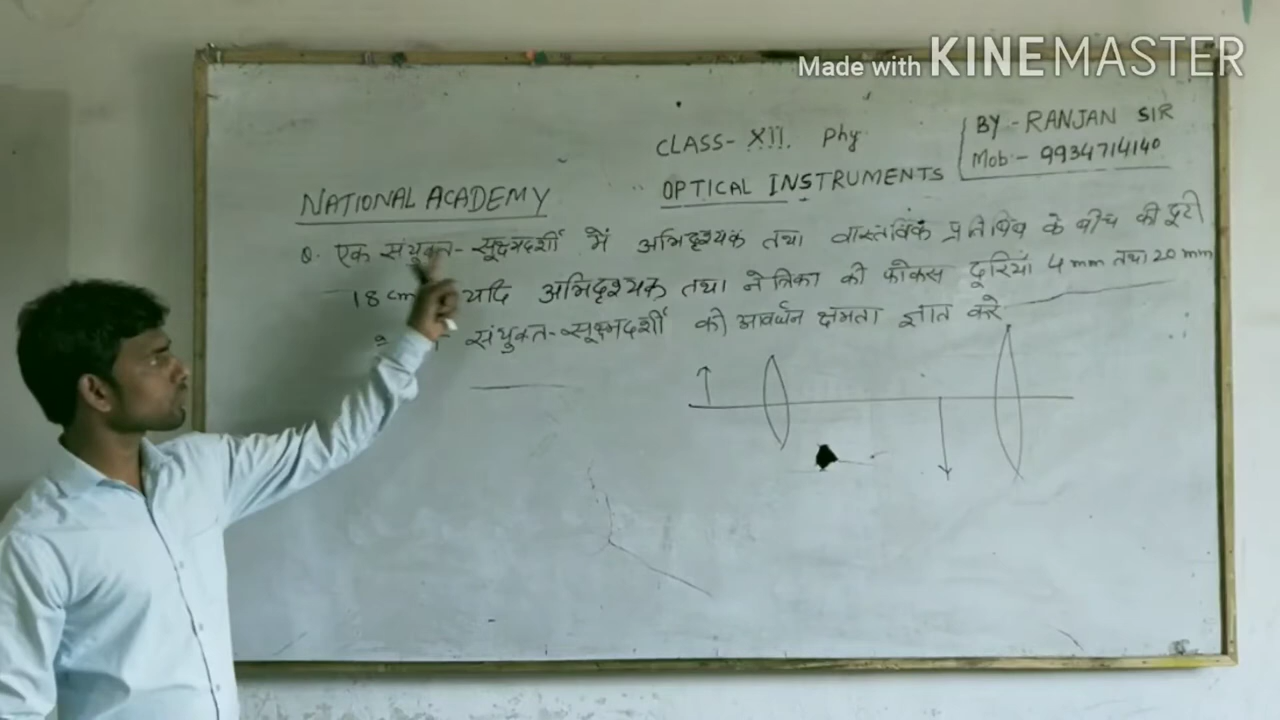 Made with KINEMASTER
CLASS- XII. Phy.
BY - RANJAN SIR
Mob:- 9934714140
NATIONAL ACADEMY
OPTICAL INSTRUMENTS
Q. एक संयुक्त-सूक्ष्मदर्शी में अभिदृश्यक तथा वास्तविक प्रतिबिंब के बीच की दूरी
18 cm यदि अभिदृश्यक तथा नेत्रिका की फोकस दूरियाँ 4 mm तथा 20 mm
संयुक्त-सूक्ष्मदर्शी की आवर्धन क्षमता ज्ञात करे